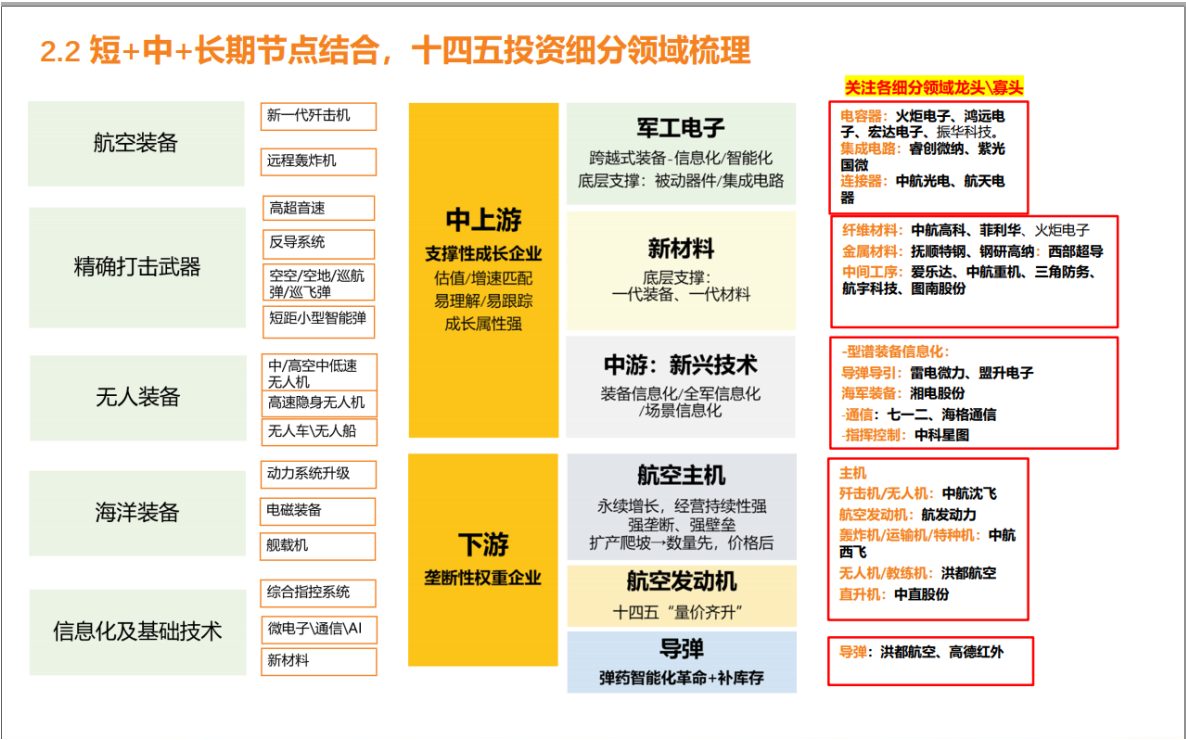 2.2 短+中+长期节点结合，十四五投资细分领域梳理
关注各细分领域龙头\寡头
航空装备
新一代歼击机
远程轰炸机
精确打击武器
高超音速
反导系统
空空/空地/巡航
弹/巡飞弹
短距小型智能弹
无人装备
中/高空中低速
无人机
高速隐身无人机
无人车\无人船
海洋装备
动力系统升级
电磁装备
舰载机
信息化及基础技术
综合指控系统
微电子\通信\AI
新材料
中上游
支撑性成长企业
估值/增速匹配
易理解/易跟踪
成长属性强
下游
垄断性权重企业
军工电子
跨越式装备-信息化/智能化
底层支撑：被动器件/集成电路
新材料
底层支撑：
一代装备、一代材料
中游：新兴技术
装备信息化/全军信息化
/场景信息化
航空主机
永续增长，经营持续性强
强垄断、强壁垒
扩产爬坡→数量先，价格后
航空发动机
十四五“量价齐升”
导弹
弹药智能化革命+补库存
电容器：火炬电子、鸿远电
子、宏达电子、振华科技。
集成电路：睿创微纳、紫光
国微
连接器：中航光电、航天电
器
纤维材料：中航高科、菲利华、火炬电子
金属材料：抚顺特钢、钢研高纳：西部超导
中间工序：爱乐达、中航重机、三角防务、
航宇科技、图南股份
-型谱装备信息化：
导弹导引：雷电微力、盟升电子
海军装备：湘电股份
-通信：七一二、海格通信
-指挥控制：中科星图
主机
歼击机/无人机：中航沈飞
航空发动机：航发动力
轰炸机/运输机/特种机：中航
西飞
无人机/教练机：洪都航空
直升机：中直股份
导弹：洪都航空、高德红外